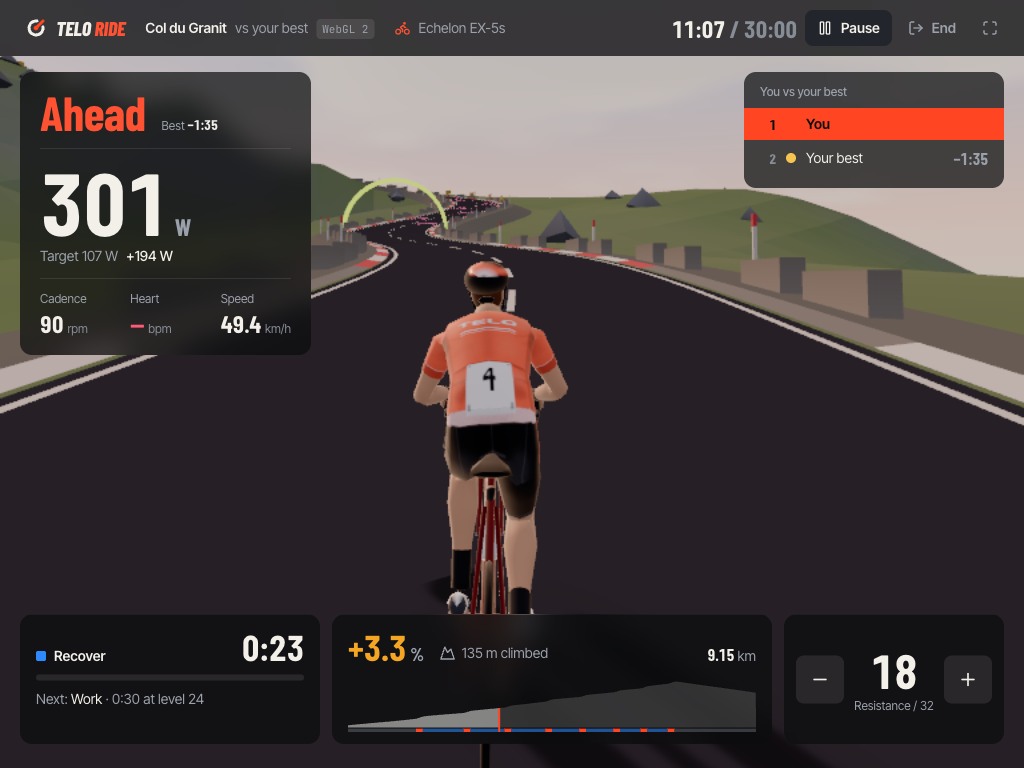 TELO RIDE Col du Granit vs your best WebGL 2 Echelon EX-5s 11:07 / 30:00 Pause End
Ahead Best −1:35
301 W
Target 107 W +194 W
Cadence Heart Speed
90 rpm – bpm 49.4 km/h
You vs your best
1 You
2 Your best −1:35
TELO
4
Recover 0:23
Next: Work · 0:30 at level 24
+3.3 % 135 m climbed 9.15 km
− 18 +
Resistance / 32